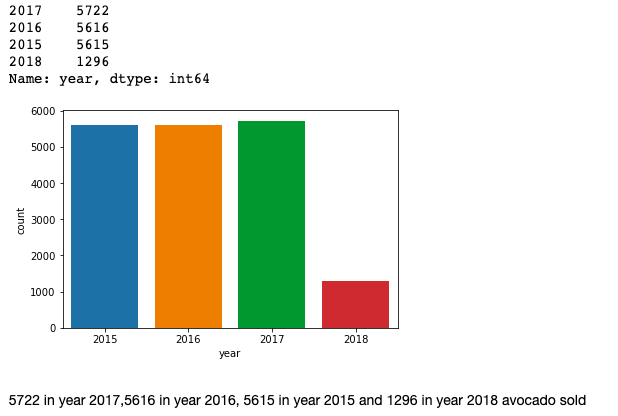 2017    5722
2016    5616
2015    5615
2018    1296
Name: year, dtype: int64
6000
5000
4000
3000
2000
1000
0
count
2015 2016 2017 2018
year
5722 in year 2017,5616 in year 2016, 5615 in year 2015 and 1296 in year 2018 avocado sold